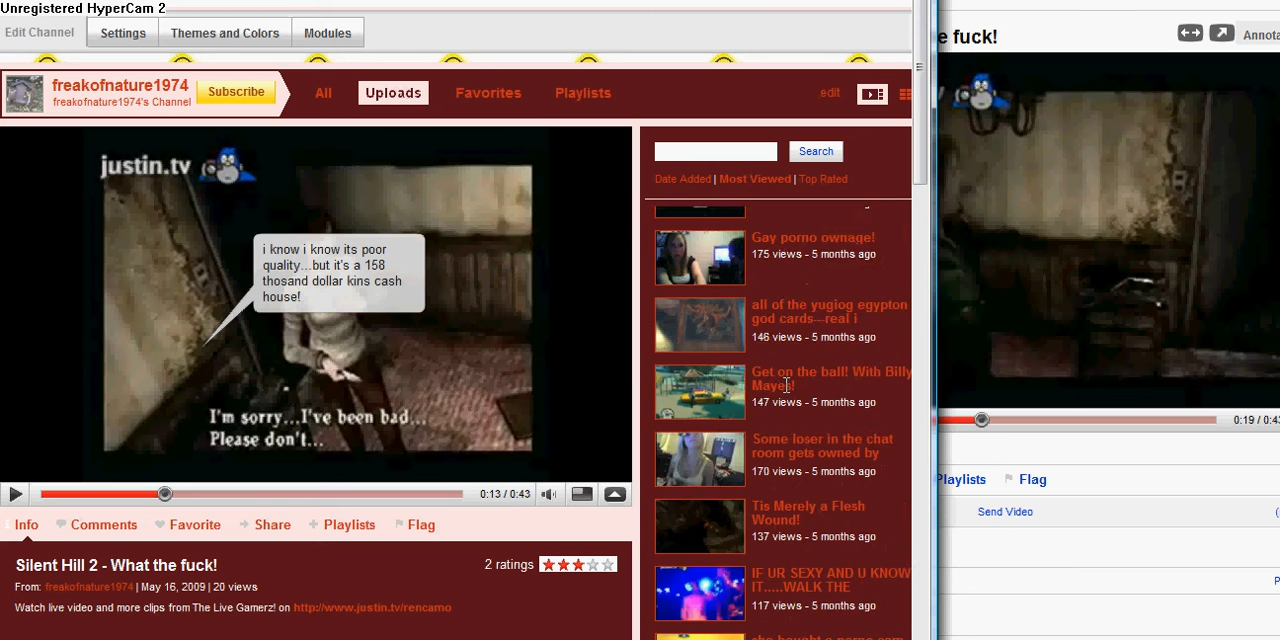 Unregistered HyperCam 2
Edit Channel
Settings
Themes and Colors
Modules
freakofnature1974
freakofnature1974's Channel
Subscribe
All
Uploads
Favorites
Playlists
edit
justin.tv
i know i know its poor
quality...but it's a 158
thosand dollar kins cash
house!
I'm sorry...I've been bad...
Please don't...
0:13 / 0:43
Info
Comments
Favorite
Share
Playlists
Flag
Silent Hill 2 - What the fuck!
2 ratings
From: freakofnature1974 | May 16, 2009 | 20 views
Watch live video and more clips from The Live Gamerz! on http://www.justin.tv/rencamo
Search
Date Added | Most Viewed | Top Rated
Gay porno ownage!
175 views - 5 months ago
all of the yugiog egypton
god cards---real i
146 views - 5 months ago
Get on the ball! With Billy
Mayes!
147 views - 5 months ago
Some loser in the chat
room gets owned by
170 views - 5 months ago
Tis Merely a Flesh
Wound!
137 views - 5 months ago
IF UR SEXY AND U KNOW
IT.....WALK THE
117 views - 5 months ago
e fuck!
Annota
0:19 / 0:43
Playlists
Flag
Send Video